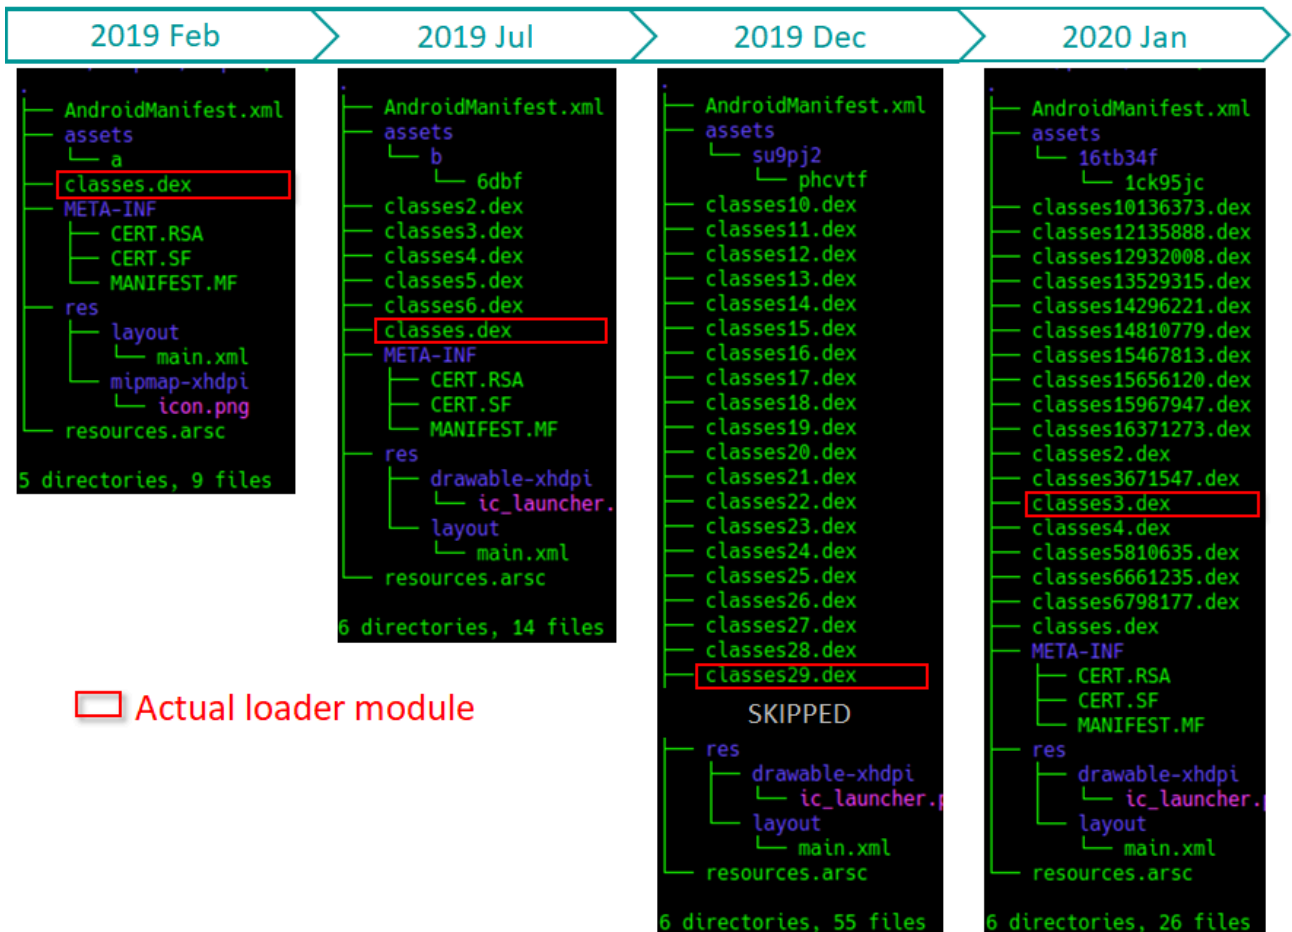 2019 Feb
2019 Jul
2019 Dec
2020 Jan
.
AndroidManifest.xml
assets
a
classes.dex
META-INF
CERT.RSA
CERT.SF
MANIFEST.MF
res
layout
main.xml
mipmap-xhdpi
icon.png
resources.arsc
5 directories, 9 files
.
AndroidManifest.xml
assets
b
6dbf
classes2.dex
classes3.dex
classes4.dex
classes5.dex
classes6.dex
classes.dex
META-INF
CERT.RSA
CERT.SF
MANIFEST.MF
res
drawable-xhdpi
ic_launcher.
layout
main.xml
resources.arsc
6 directories, 14 files
.
AndroidManifest.xml
assets
su9pj2
phcvtf
classes10.dex
classes11.dex
classes12.dex
classes13.dex
classes14.dex
classes15.dex
classes16.dex
classes17.dex
classes18.dex
classes19.dex
classes20.dex
classes21.dex
classes22.dex
classes23.dex
classes24.dex
classes25.dex
classes26.dex
classes27.dex
classes28.dex
classes29.dex
SKIPPED
res
drawable-xhdpi
ic_launcher.p
layout
main.xml
resources.arsc
6 directories, 55 files
.
AndroidManifest.xml
assets
16tb34f
1ck95jc
classes10136373.dex
classes12135888.dex
classes12932008.dex
classes13529315.dex
classes14296221.dex
classes14810779.dex
classes15467813.dex
classes15656120.dex
classes15967947.dex
classes16371273.dex
classes2.dex
classes3671547.dex
classes3.dex
classes4.dex
classes5810635.dex
classes6661235.dex
classes6798177.dex
classes.dex
META-INF
CERT.RSA
CERT.SF
MANIFEST.MF
res
drawable-xhdpi
ic_launcher.
layout
main.xml
resources.arsc
6 directories, 26 files
Actual loader module